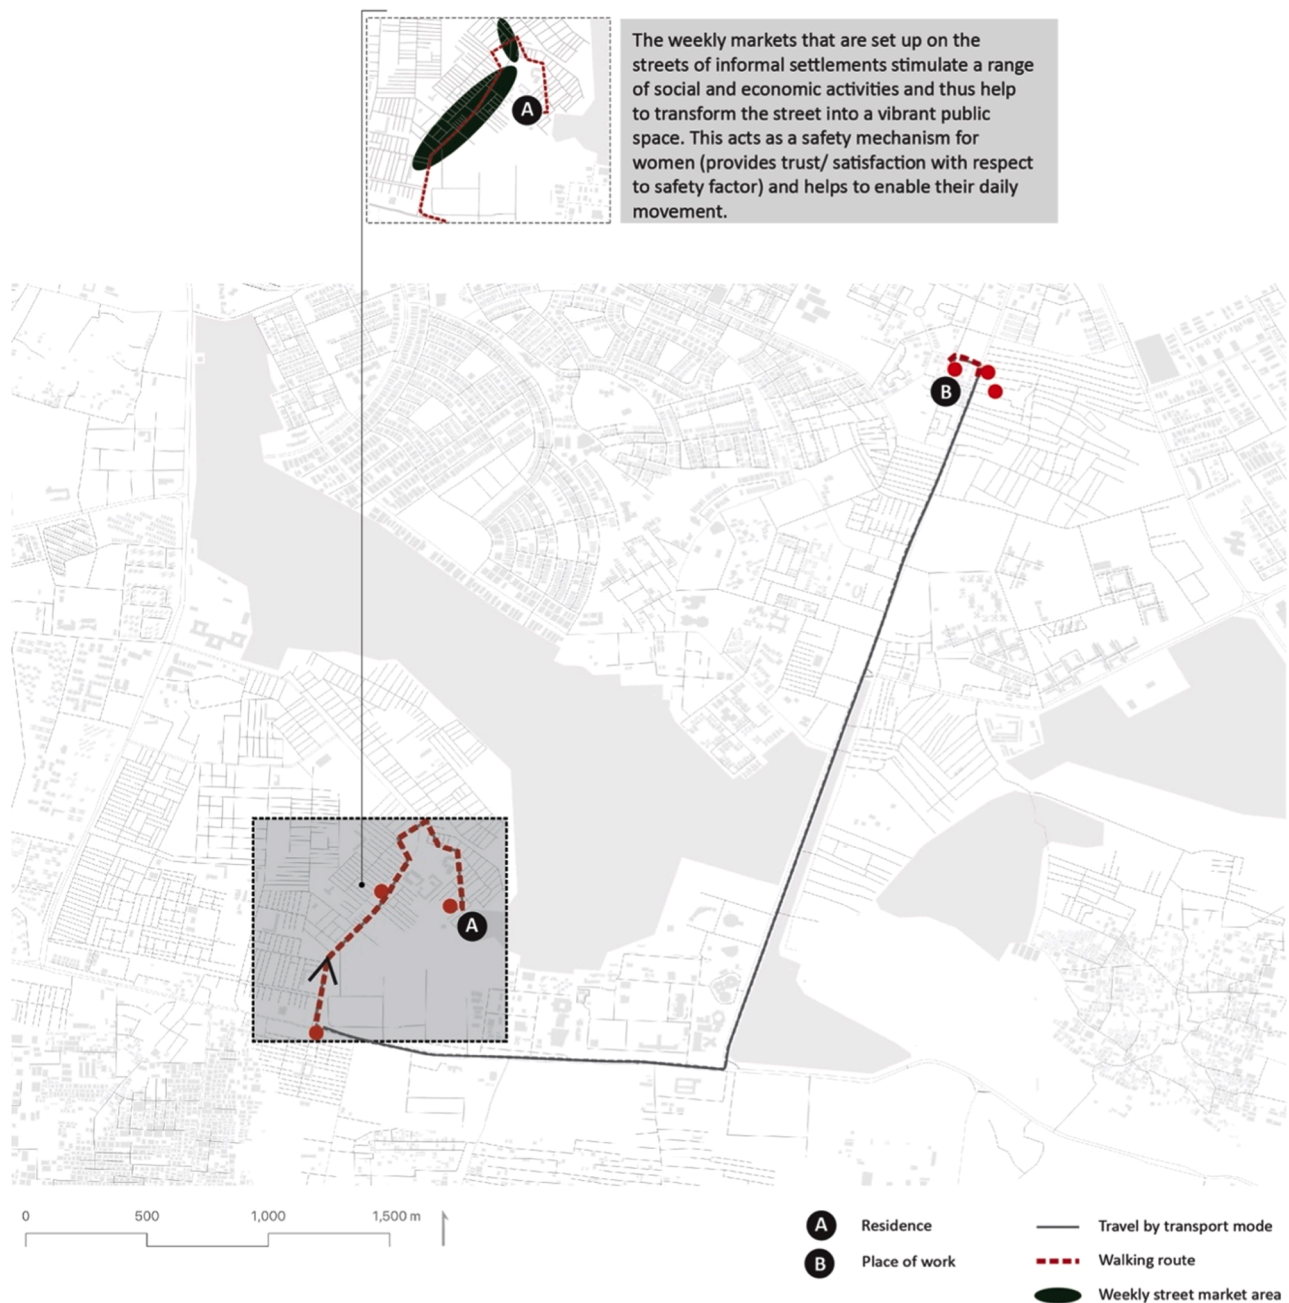 The weekly markets that are set up on the
streets of informal settlements stimulate a range
of social and economic activities and thus help
to transform the street into a vibrant public
space. This acts as a safety mechanism for
women (provides trust/ satisfaction with respect
to safety factor) and helps to enable their daily
movement.
A
B
A
0 500 1,000 1,500 m
A Residence
B Place of work
Travel by transport mode
Walking route
Weekly street market area